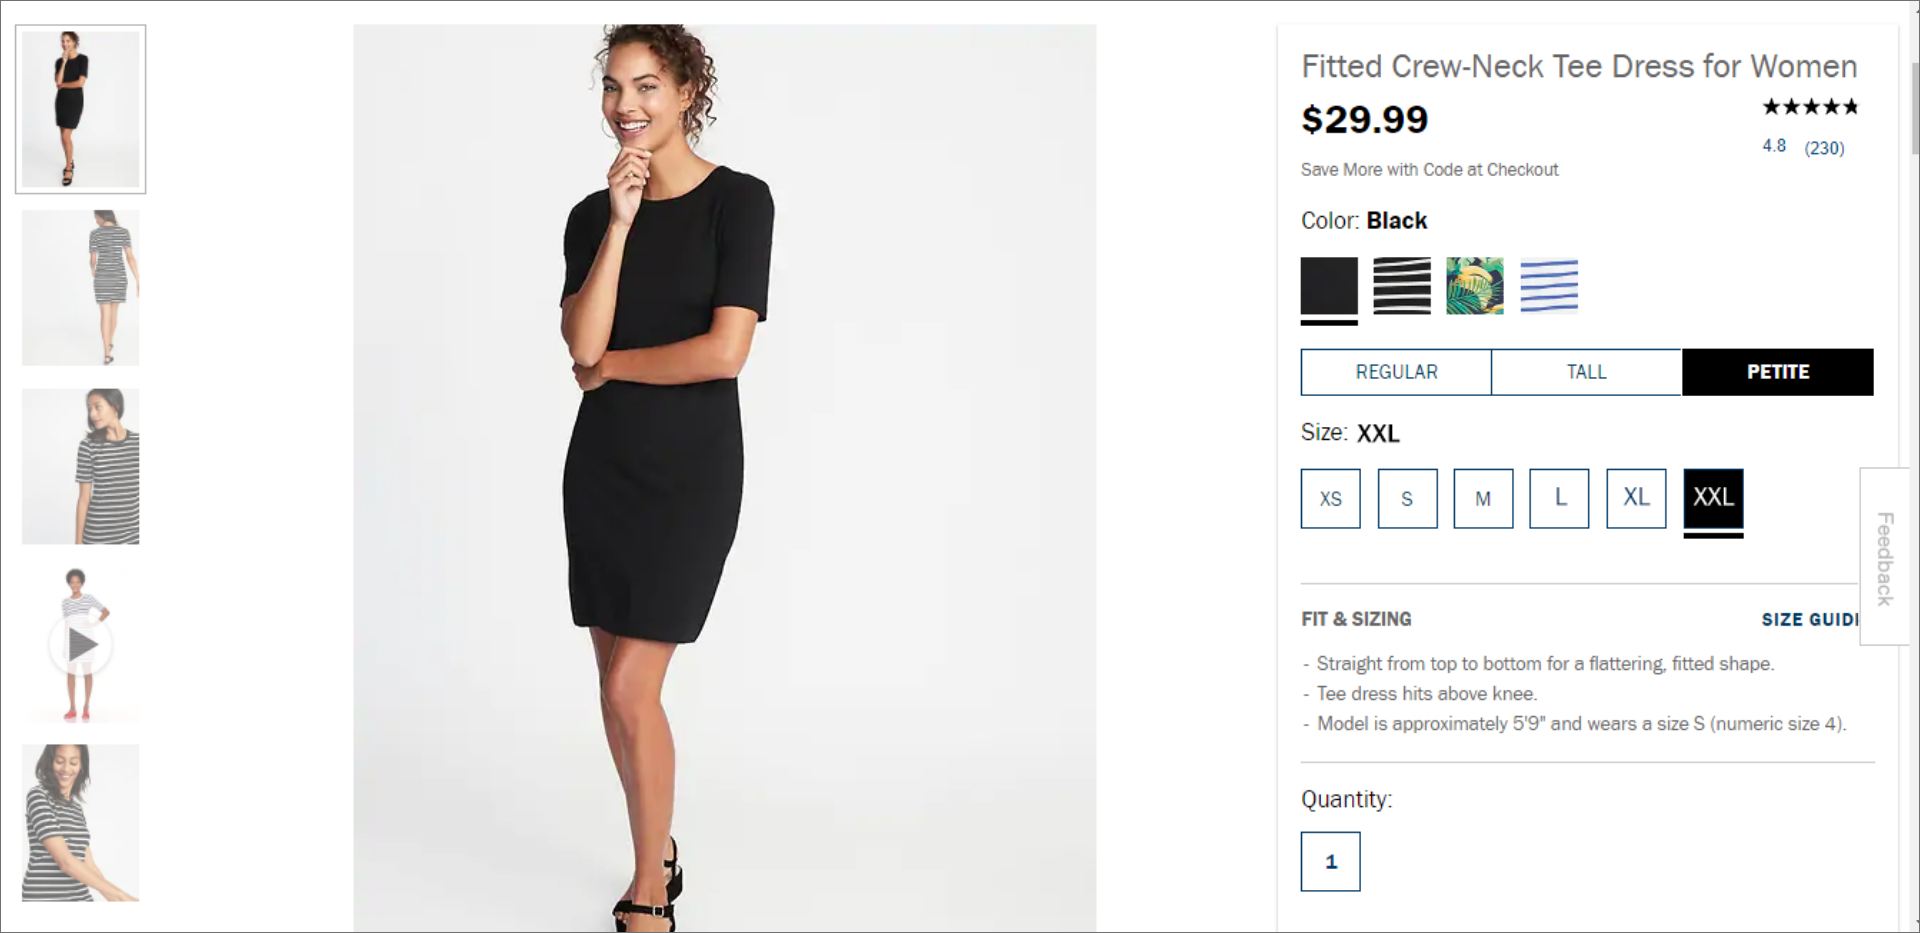 Fitted Crew-Neck Tee Dress for Women
$29.99
4.8 (230)
Save More with Code at Checkout
Color: Black
REGULAR TALL PETITE
Size: XXL
XS S M L XL XXL
Feedback
FIT & SIZING SIZE GUID
- Straight from top to bottom for a flattering, fitted shape.
- Tee dress hits above knee.
- Model is approximately 5'9" and wears a size S (numeric size 4).
Quantity:
1